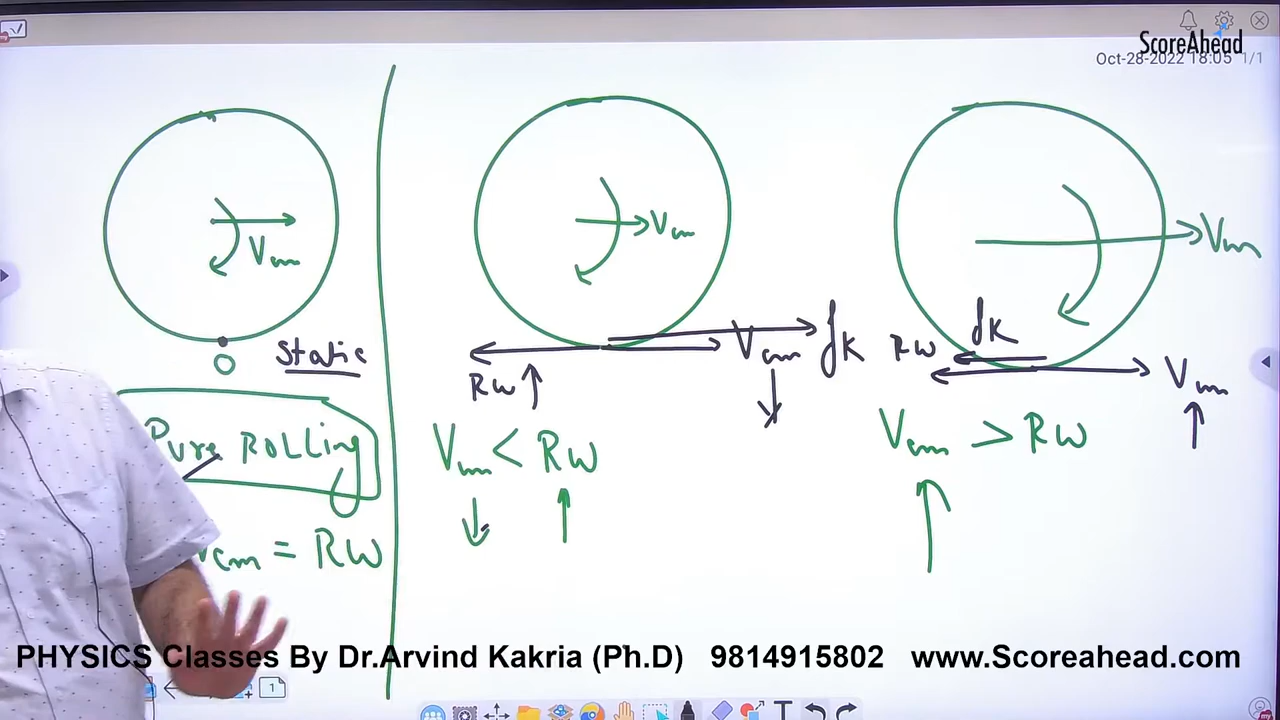 ScoreAhead
Oct-28-2022 18:05 1/1
Vcm
O
Static
Pure ROLLing
Vcm = RW
Vcm
Vcm fK
RW
Vcm < RW
Vcm
fK
RW
Vcm
Vcm > RW
PHYSICS Classes By Dr.Arvind Kakria (Ph.D) 9814915802 www.Scoreahead.com
1